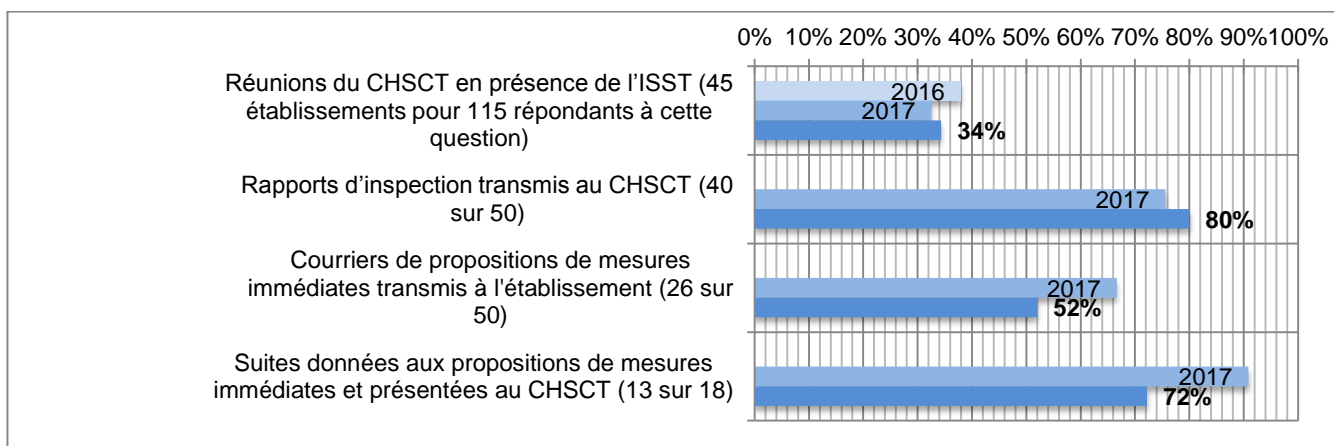 0% 10% 20% 30% 40% 50% 60% 70% 80% 90%100%
Réunions du CHSCT en présence de l’ISST (45
établissements pour 115 répondants à cette
question)
2016
2017
34%
Rapports d’inspection transmis au CHSCT (40
sur 50)
2017
80%
Courriers de propositions de mesures
immédiates transmis à l'établissement (26 sur
50)
2017
52%
Suites données aux propositions de mesures
immédiates et présentées au CHSCT (13 sur 18)
2017
72%